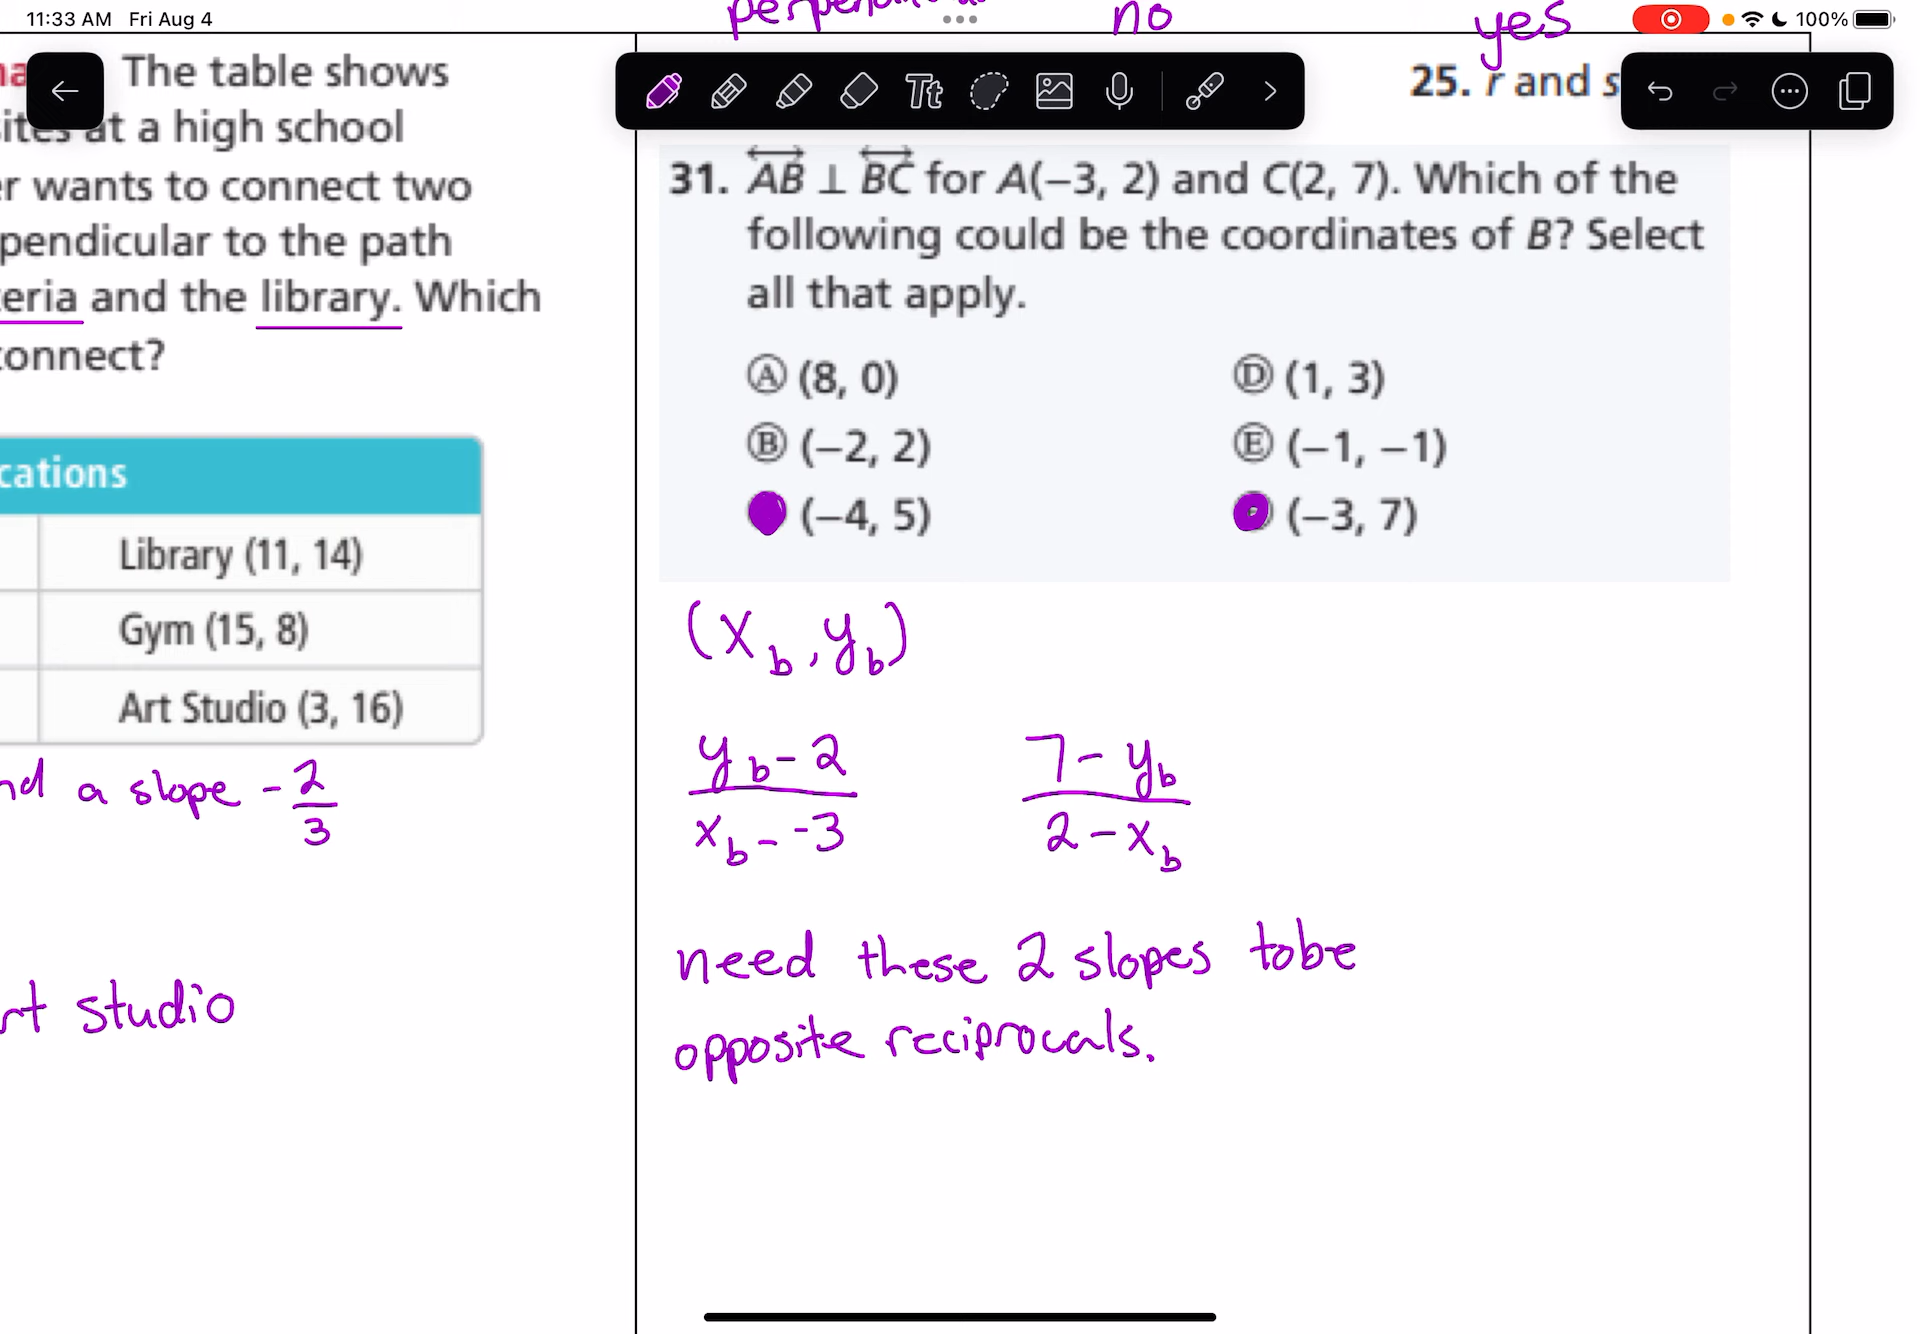 11:33 AM Fri Aug 4
no
yes
100%
The table shows
at a high school
er wants to connect two
pendicular to the path
eria and the library. Which
connect?
cations
Library (11, 14)
Gym (15, 8)
Art Studio (3, 16)
nd a slope -2/3
rt studio
Tt
25. r and s
31. AB ⊥ BC for A(−3, 2) and C(2, 7). Which of the
following could be the coordinates of B? Select
all that apply.
Ⓐ (8, 0)
Ⓓ (1, 3)
Ⓑ (−2, 2)
Ⓔ (−1, −1)
(−4, 5)
(−3, 7)
(x_b, y_b)
y_b - 2 / x_b - -3
7 - y_b / 2 - x_b
need these 2 slopes to be
opposite reciprocals.